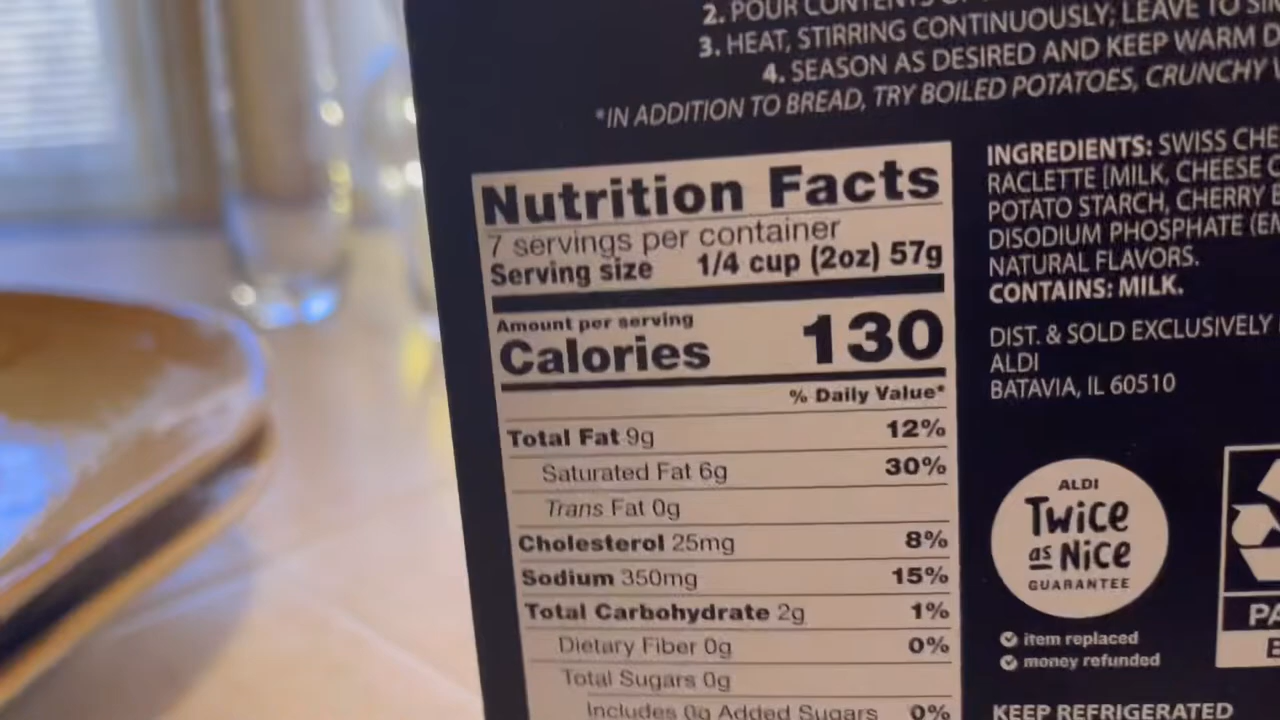 2. POUR CONTENTS
3. HEAT, STIRRING CONTINUOUSLY; LEAVE TO
4. SEASON AS DESIRED AND KEEP WARM
*IN ADDITION TO BREAD, TRY BOILED POTATOES, CRUNCHY
Nutrition Facts
7 servings per container
Serving size 1/4 cup (2oz) 57g
Amount per serving
Calories 130
% Daily Value*
Total Fat 9g 12%
Saturated Fat 6g 30%
Trans Fat 0g
Cholesterol 25mg 8%
Sodium 350mg 15%
Total Carbohydrate 2g 1%
Dietary Fiber 0g 0%
Total Sugars 0g
Includes 0g Added Sugars 0%
INGREDIENTS: SWISS
RACLETTE [MILK, CHEESE
POTATO STARCH, CHERRY
DISODIUM PHOSPHATE
NATURAL FLAVORS.
CONTAINS: MILK.
DIST. & SOLD EXCLUSIVELY
ALDI
BATAVIA, IL 60510
ALDI
Twice
as Nice
GUARANTEE
item replaced
money refunded
KEEP REFRIGERATED